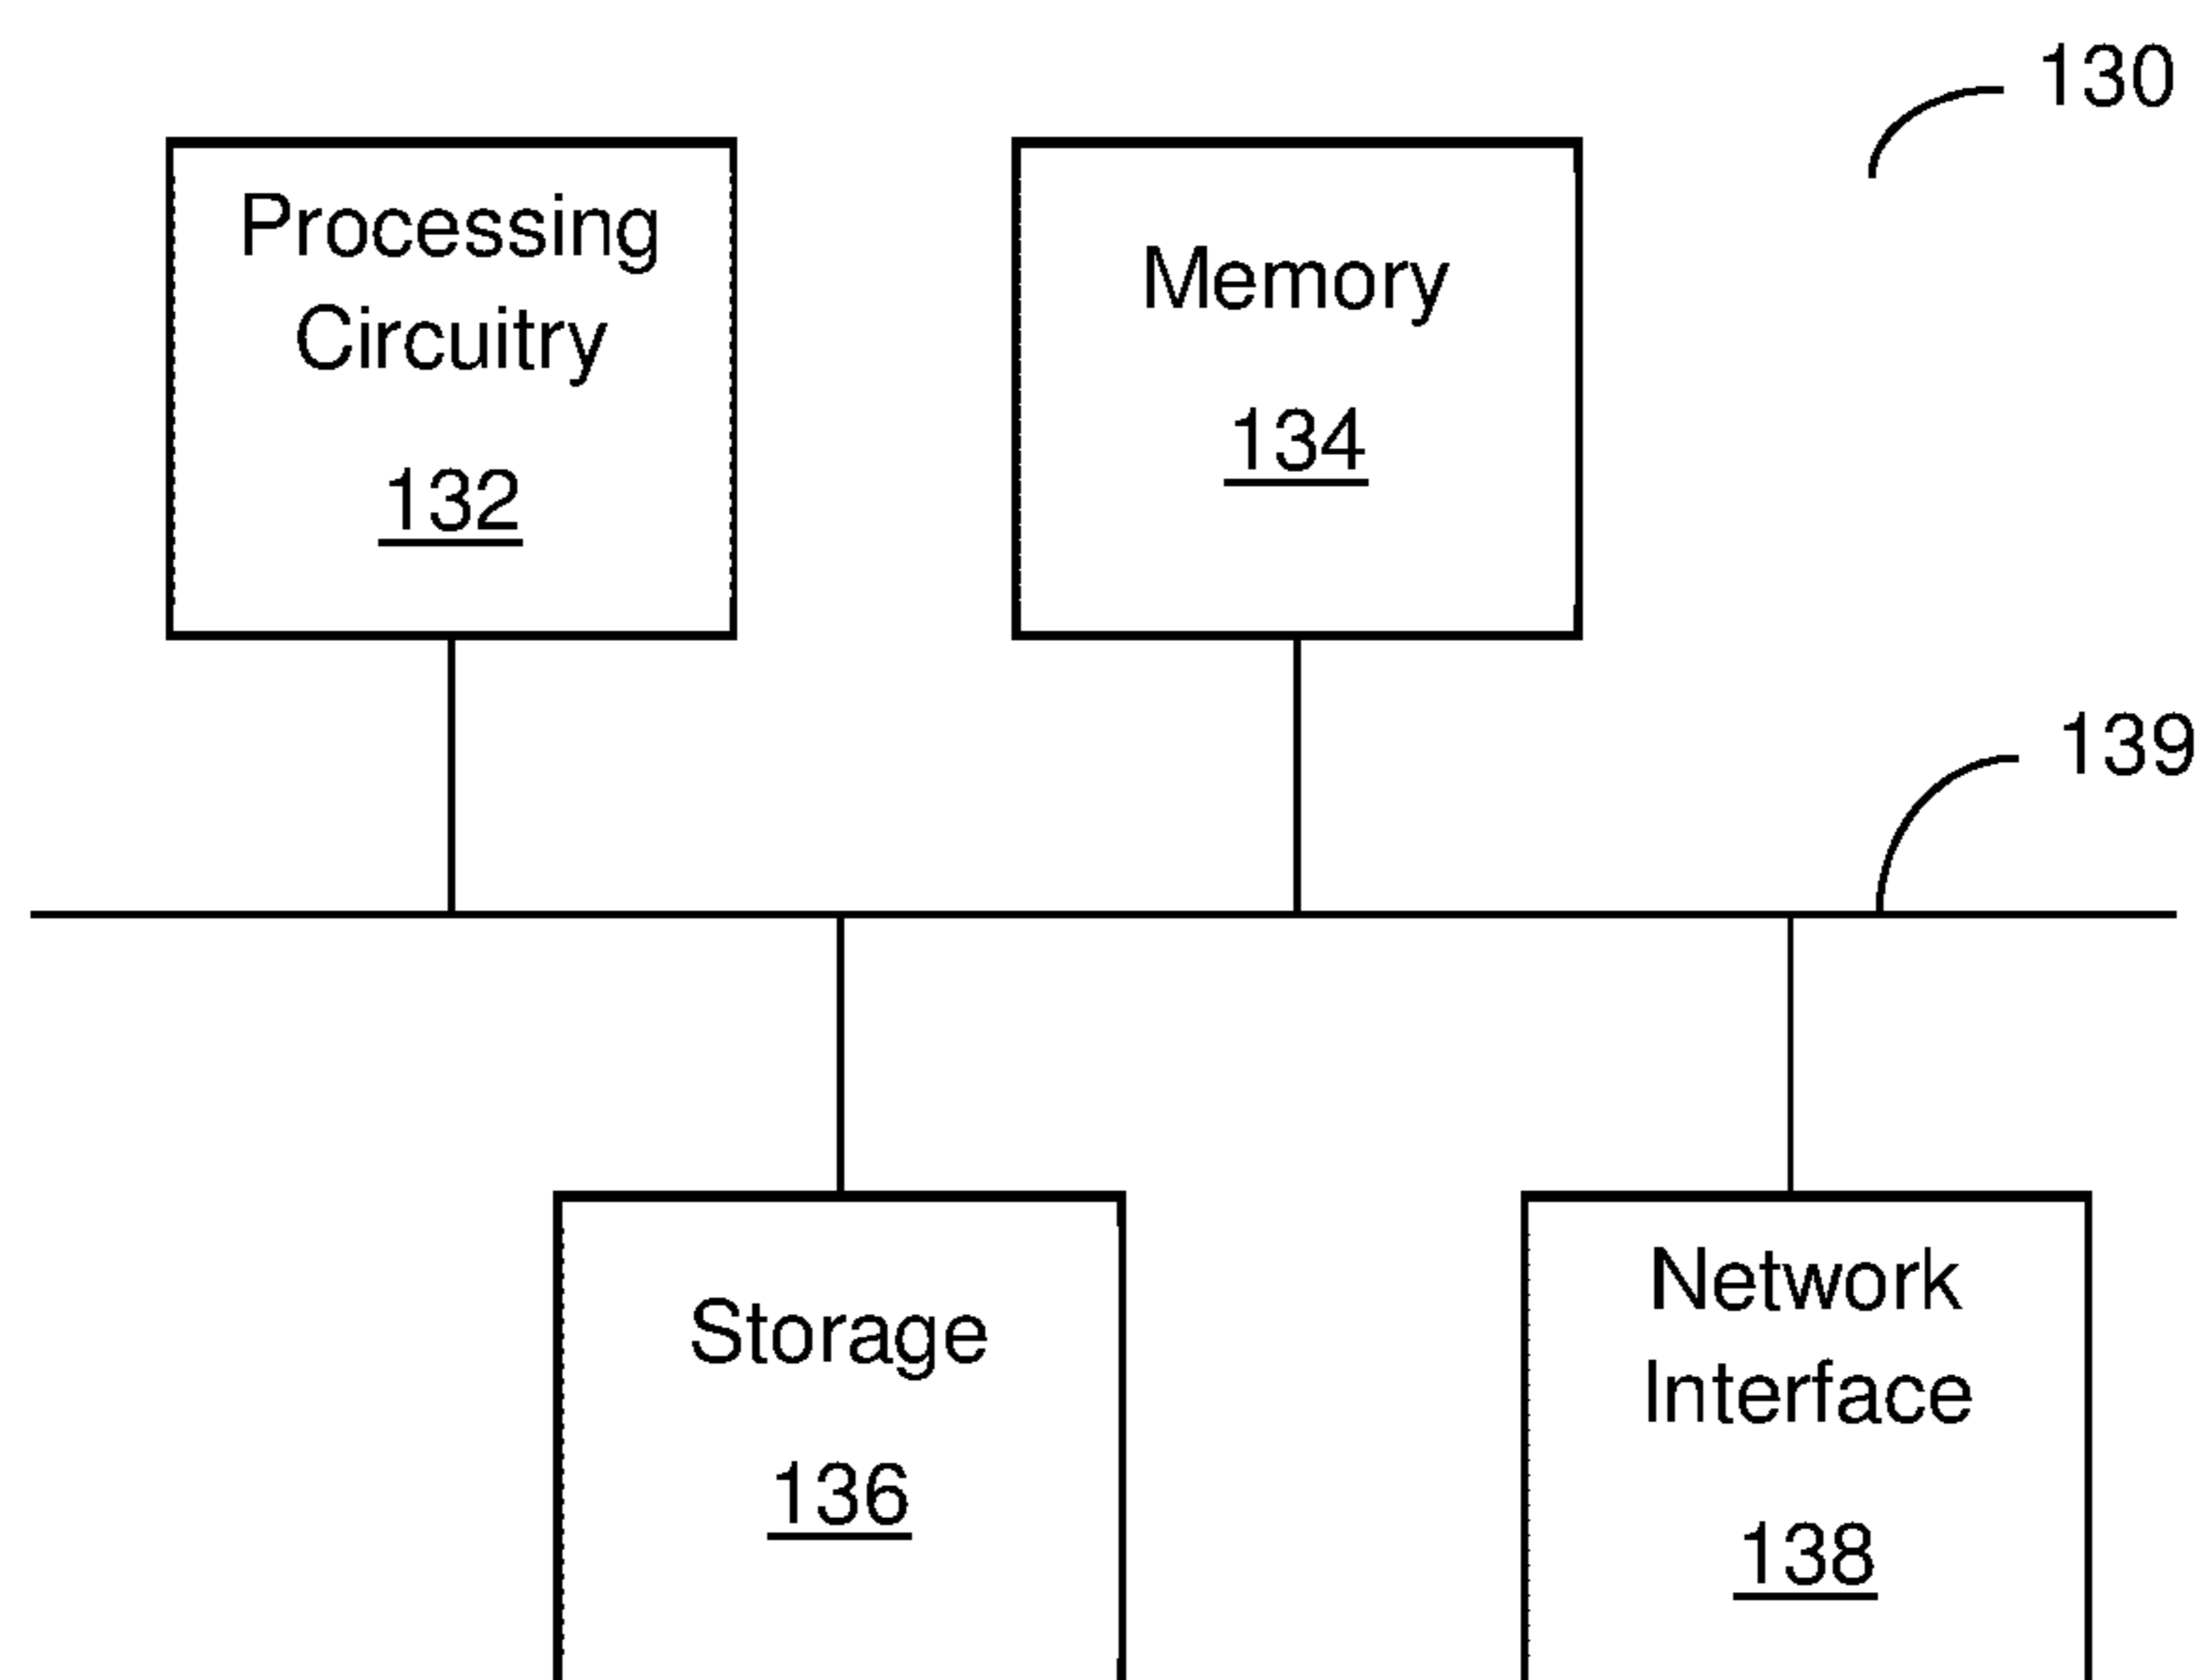 130
Processing
Circuitry
132
Memory
134
139
Storage
136
Network
Interface
138